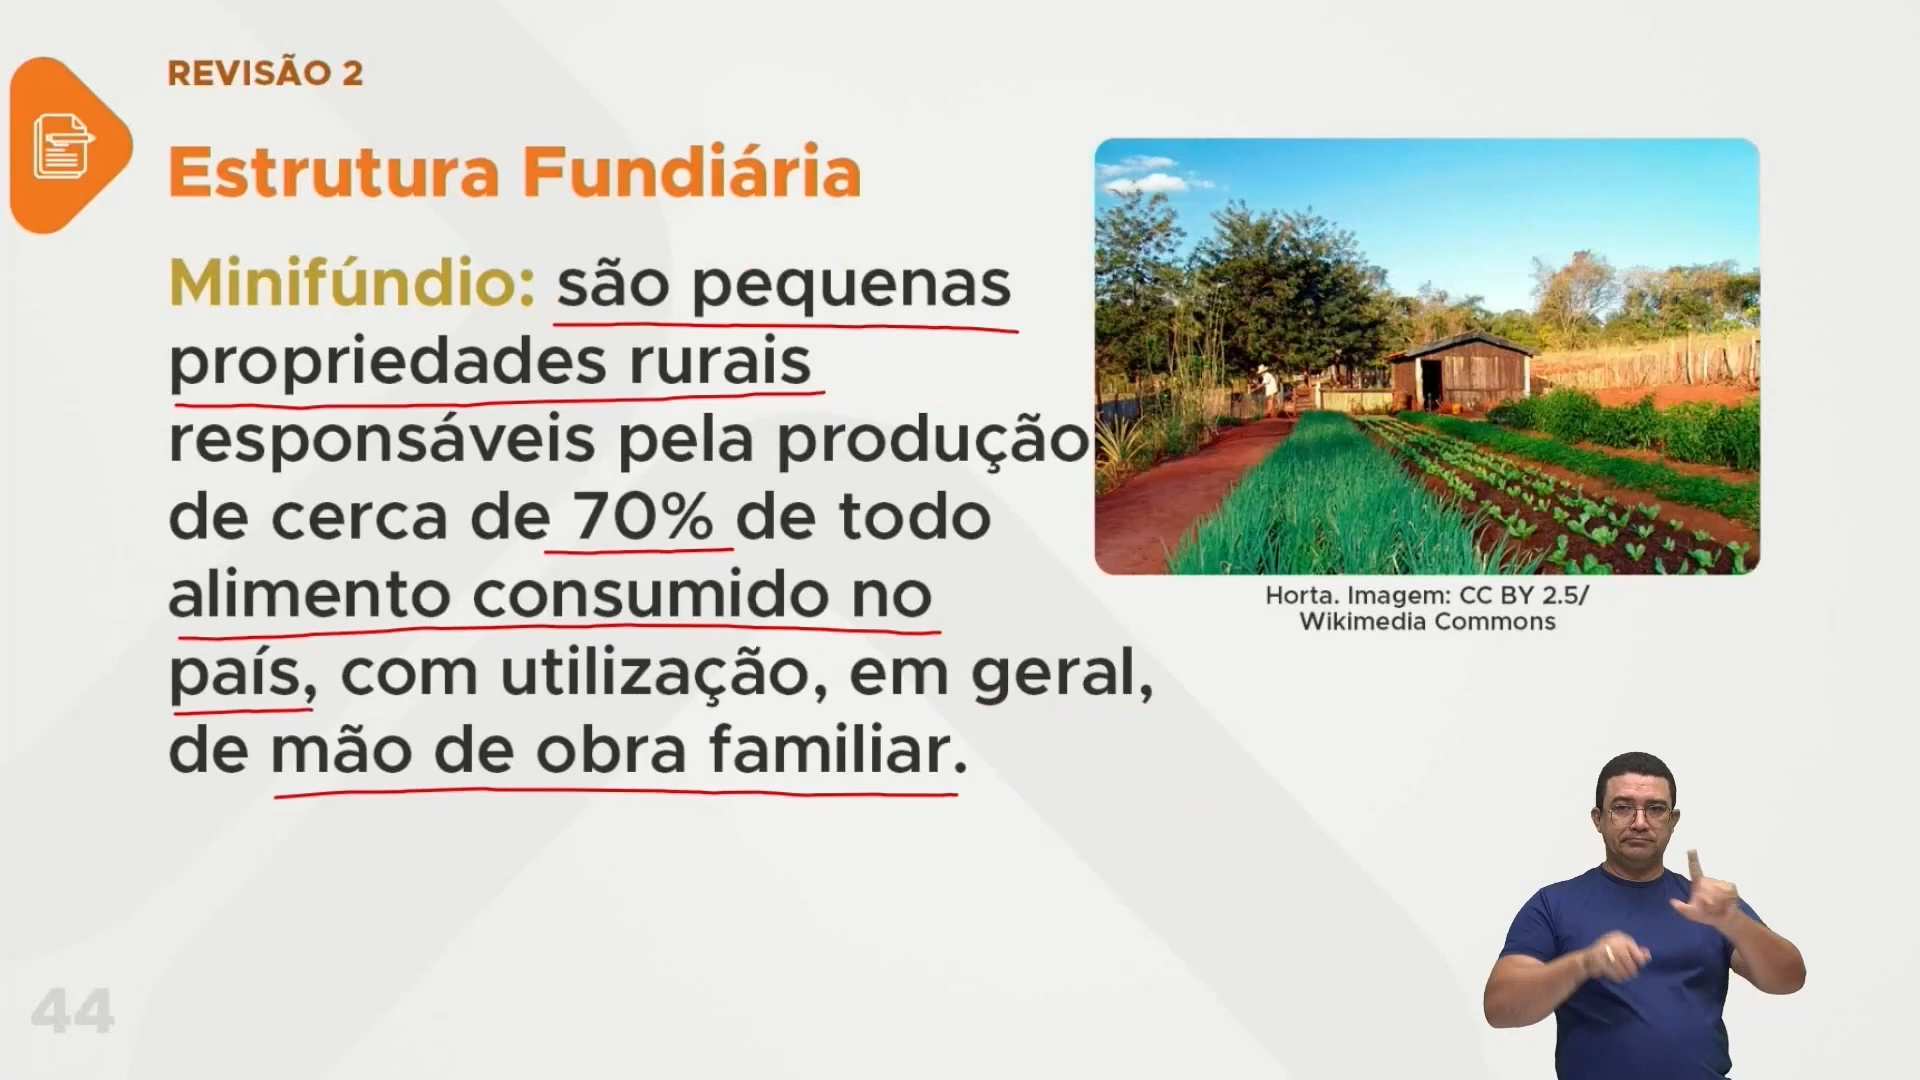 REVISÃO 2
Estrutura Fundiária
Minifúndio: são pequenas
propriedades rurais
responsáveis pela produção
de cerca de 70% de todo
alimento consumido no
país, com utilização, em geral,
de mão de obra familiar.
Horta. Imagem: CC BY 2.5/
Wikimedia Commons
44